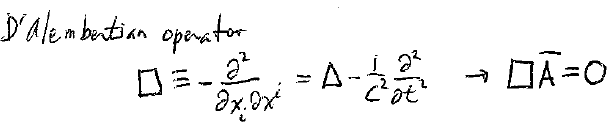 D'Alembertian operator
□ ≡ -∂²/∂x_i ∂x^i = Δ - 1/c² ∂²/∂t² → □Ā = 0